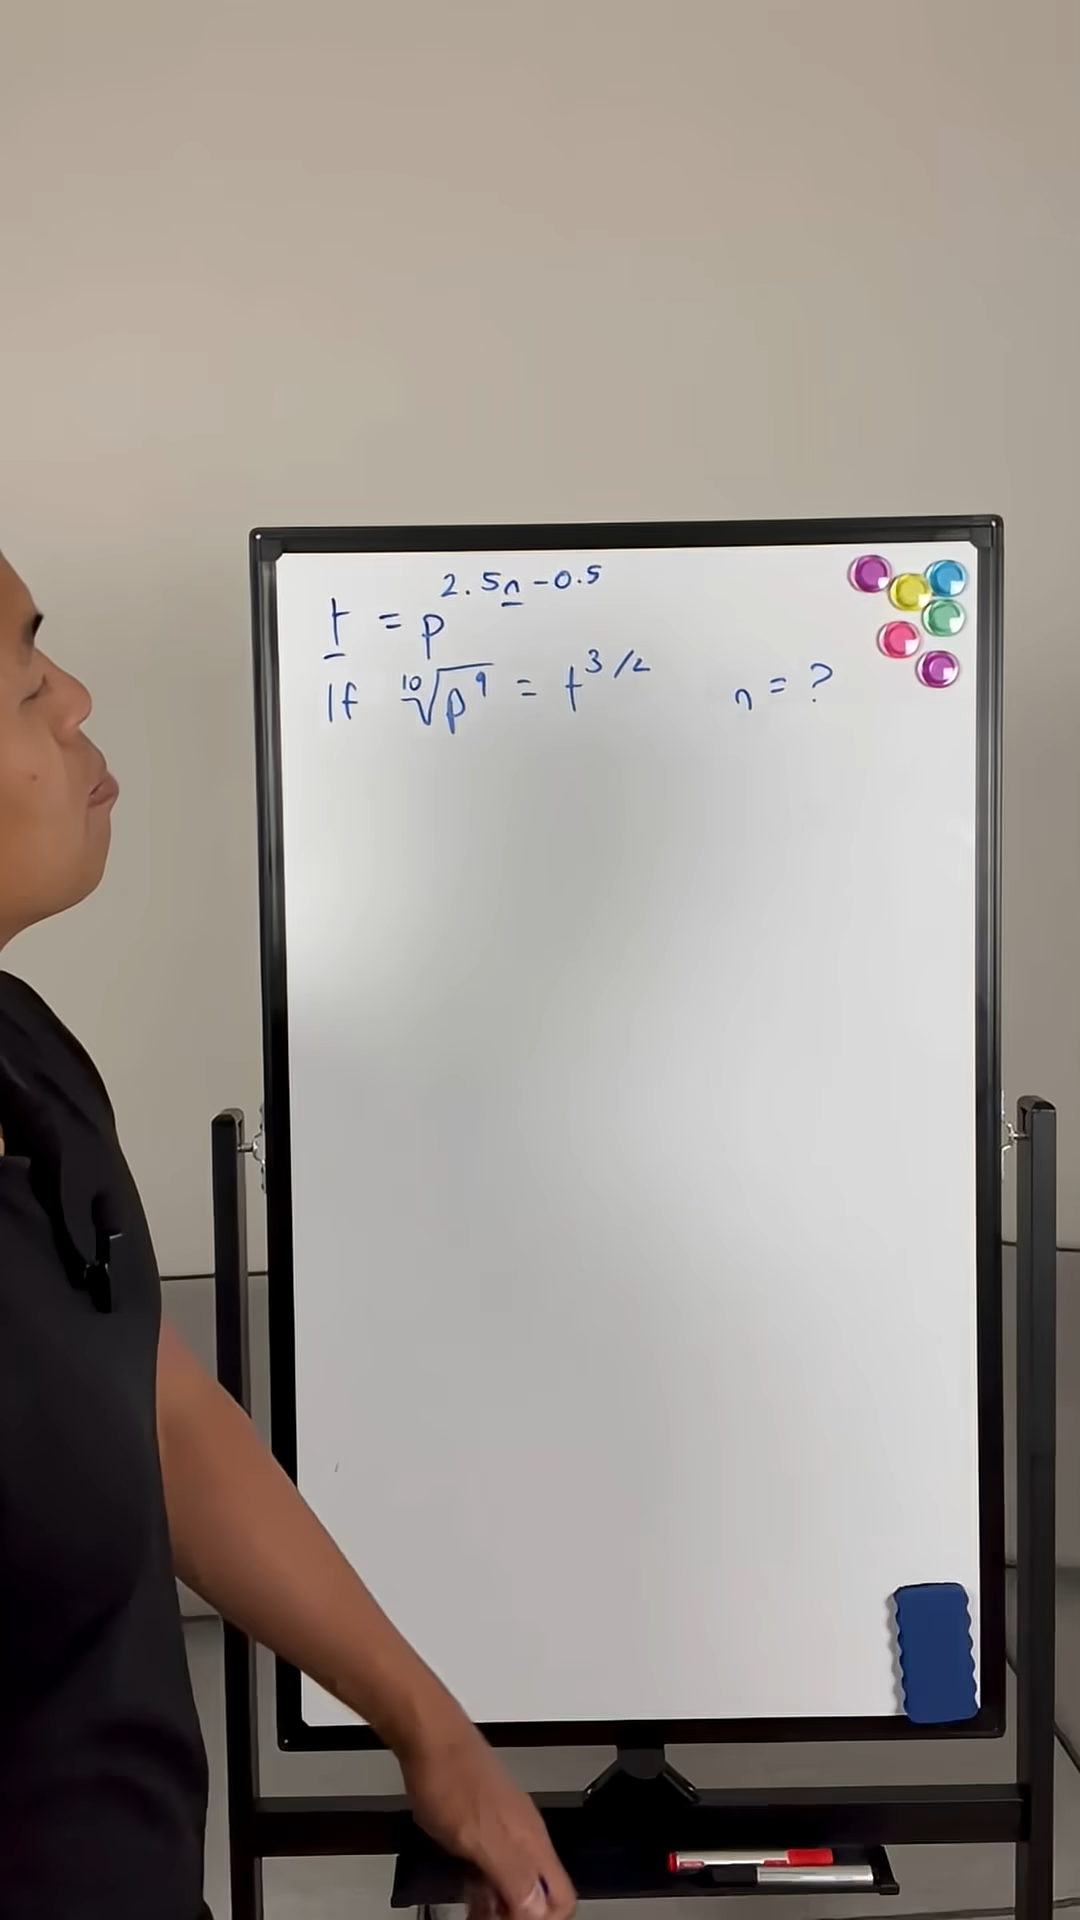 t = p^2.5n-0.5
If ¹⁰√p⁹ = t^3/2 n = ?